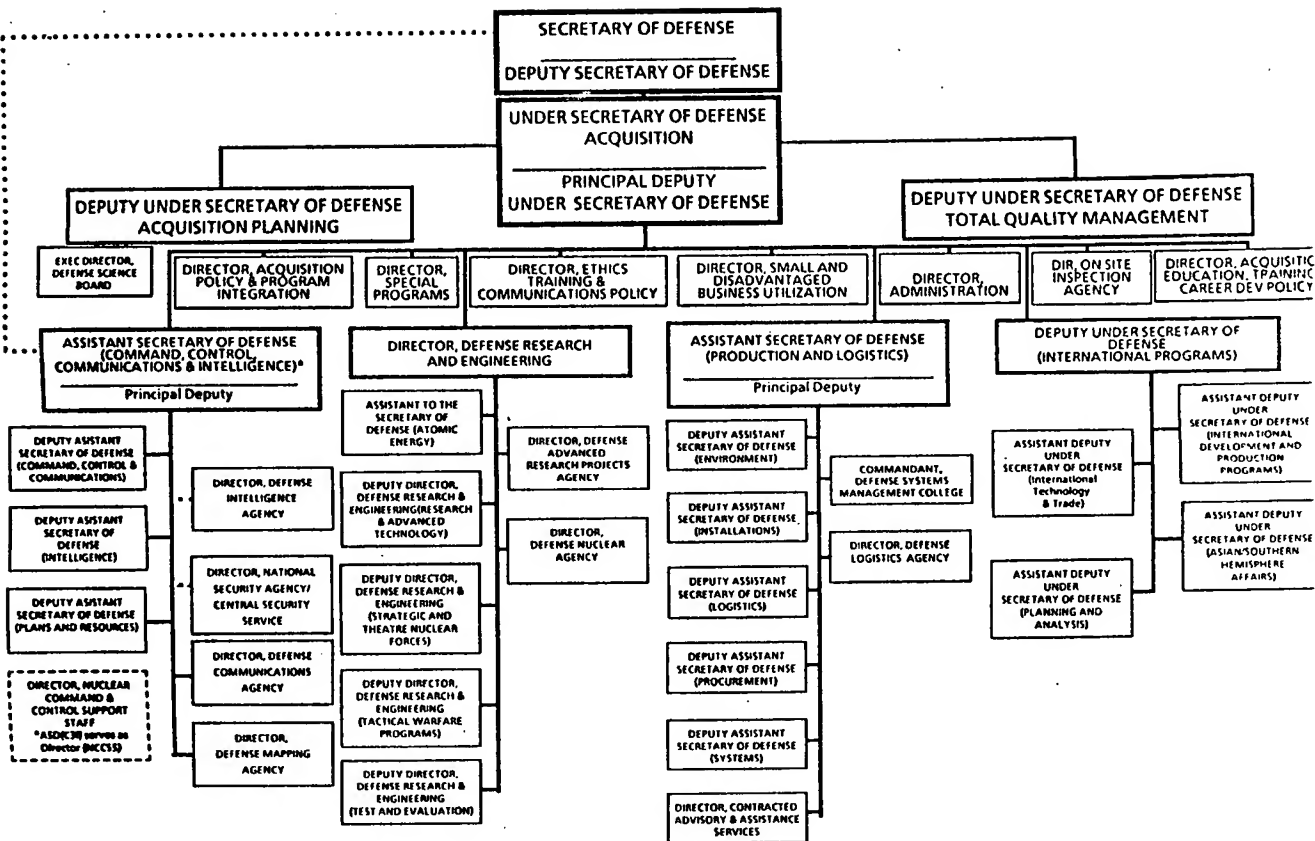 SECRETARY OF DEFENSE
DEPUTY SECRETARY OF DEFENSE
UNDER SECRETARY OF DEFENSE
ACQUISITION
PRINCIPAL DEPUTY
UNDER SECRETARY OF DEFENSE
DEPUTY UNDER SECRETARY OF DEFENSE
ACQUISITION PLANNING
DEPUTY UNDER SECRETARY OF DEFENSE
TOTAL QUALITY MANAGEMENT
EXEC DIRECTOR,
DEFENSE SCIENCE
BOARD
DIRECTOR, ACQUISITION
POLICY & PROGRAM
INTEGRATION
DIRECTOR,
SPECIAL
PROGRAMS
DIRECTOR, ETHICS
TRAINING &
COMMUNICATIONS POLICY
DIRECTOR, SMALL AND
DISADVANTAGED
BUSINESS UTILIZATION
DIRECTOR,
ADMINISTRATION
DIR, ON SITE
INSPECTION
AGENCY
DIRECTOR, ACQUISITIC
EDUCATION, TRAINING
CAREER DEV POLICY
ASSISTANT SECRETARY OF DEFENSE
(COMMAND, CONTROL,
COMMUNICATIONS & INTELLIGENCE)*
Principal Deputy
DEPUTY ASISTANT
SECRETARY OF DEFENSE
(COMMAND, CONTROL &
COMMUNICATIONS)
DEPUTY ASISTANT
SECRETARY OF
DEFENSE
(INTELLIGENCE)
DEPUTY ASISTANT
SECRETARY OF DEFENSE
(PLANS AND RESOURCES)
DIRECTOR, NUCLEAR
COMMAND &
CONTROL SUPPORT
STAFF
*ASD(C3I) serves as
Director (NCCSS)
DIRECTOR, DEFENSE
INTELLIGENCE
AGENCY
DIRECTOR, NATIONAL
SECURITY AGENCY/
CENTRAL SECURITY
SERVICE
DIRECTOR, DEFENSE
COMMUNICATIONS
AGENCY
DIRECTOR,
DEFENSE MAPPING
AGENCY
DIRECTOR, DEFENSE RESEARCH
AND ENGINEERING
ASSISTANT TO THE
SECRETARY OF
DEFENSE (ATOMIC
ENERGY)
DEPUTY DIRECTOR,
DEFENSE RESEARCH &
ENGINEERING(RESEARCH
& ADVANCED
TECHNOLOGY)
DEPUTY DIRECTOR,
DEFENSE RESEARCH &
ENGINEERING
(STRATEGIC AND
THEATRE NUCLEAR
FORCES)
DEPUTY DIRECTOR,
DEFENSE RESEARCH &
ENGINEERING
(TACTICAL WARFARE
PROGRAMS)
DEPUTY DIRECTOR,
DEFENSE RESEARCH &
ENGINEERING
(TEST AND EVALUATION)
DIRECTOR, DEFENSE
ADVANCED
RESEARCH PROJECTS
AGENCY
DIRECTOR,
DEFENSE NUCLEAR
AGENCY
ASSISTANT SECRETARY OF DEFENSE
(PRODUCTION AND LOGISTICS)
Principal Deputy
DEPUTY ASSISTANT
SECRETARY OF DEFENSE
(ENVIRONMENT)
DEPUTY ASSISTANT
SECRETARY OF DEFENSE
(INSTALLATIONS)
DEPUTY ASSISTANT
SECRETARY OF DEFENSE
(LOGISTICS)
DEPUTY ASSISTANT
SECRETARY OF DEFENSE
(PROCUREMENT)
DEPUTY ASSISTANT
SECRETARY OF DEFENSE
(SYSTEMS)
DIRECTOR, CONTRACTED
ADVISORY & ASSISTANCE
SERVICES
COMMANDANT,
DEFENSE SYSTEMS
MANAGEMENT COLLEGE
DIRECTOR, DEFENSE
LOGISTICS AGENCY
DEPUTY UNDER SECRETARY OF
DEFENSE
(INTERNATIONAL PROGRAMS)
ASSISTANT DEPUTY
UNDER
SECRETARY OF DEFENSE
(International
Technology
& Trade)
ASSISTANT DEPUTY
UNDER
SECRETARY OF DEFENSE
(PLANNING AND
ANALYSIS)
ASSISTANT DEPUTY
UNDER
SECRETARY OF DEFENSE
(INTERNATIONAL
DEVELOPMENT AND
PRODUCTION
PROGRAMS)
ASSISTANT DEPUTY
UNDER
SECRETARY OF DEFENSE
(ASIAN/SOUTHERN
HEMISPHERE
AFFAIRS)